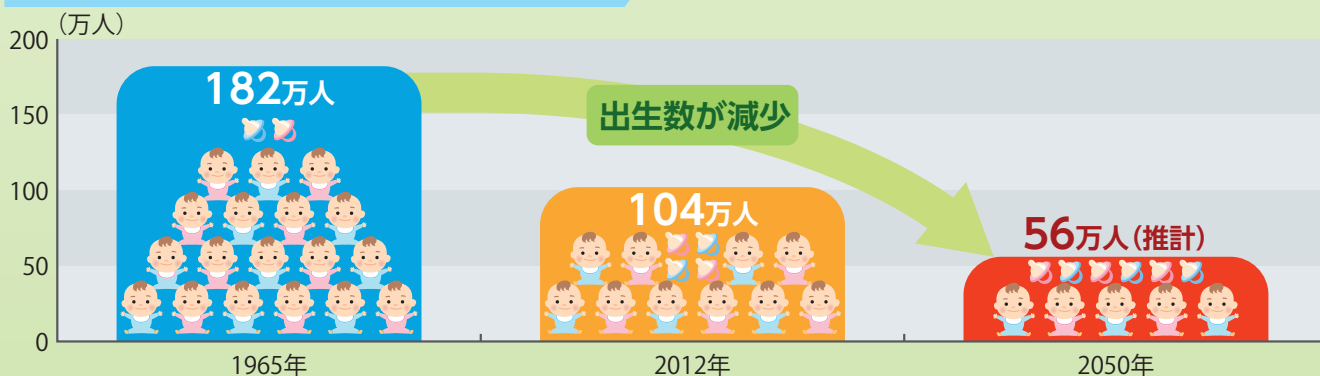 （万人）
200
150
100
50
0
182万人
出生数が減少
104万人
56万人（推計）
1965年
2012年
2050年